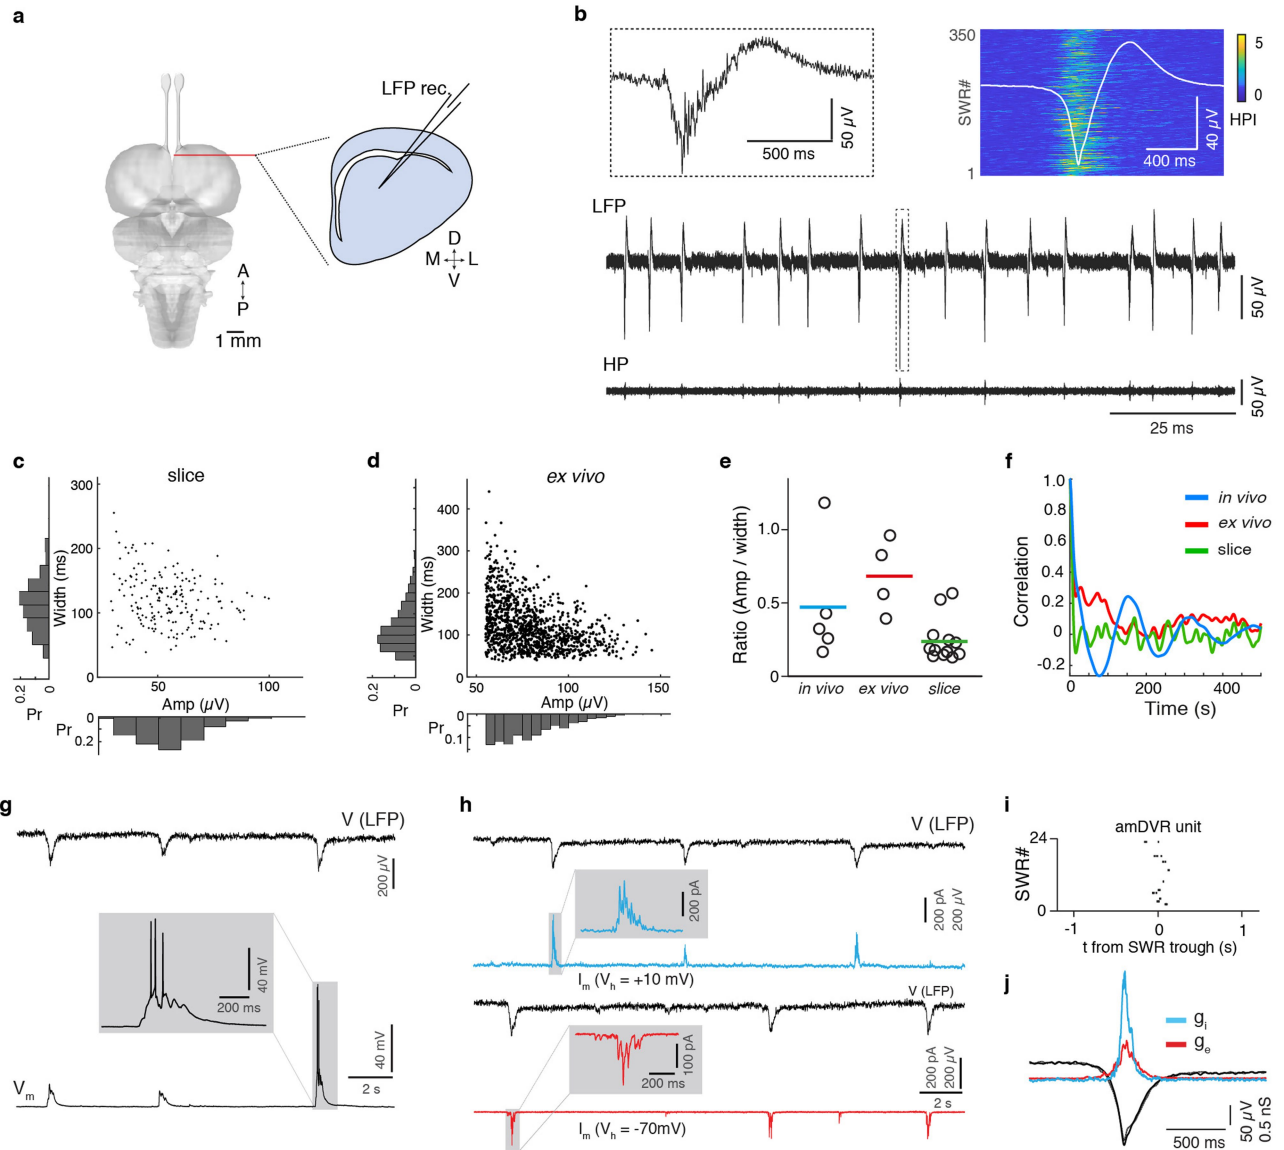 a
LFP rec.
D
M L
V
A
P
1 mm
b
50 µV
500 ms
350
SWR#
1
40 µV
400 ms
5
0
HPI
LFP
50 µV
HP
50 µV
25 ms
c
slice
300
200
100
0
Width (ms)
0.2
0
Pr
50
100
Amp (µV)
Pr
0
0.2
d
ex vivo
400
300
200
100
0
Width (ms)
0.2
0
Pr
50
100
150
Amp (µV)
Pr
0
0.1
e
Ratio (Amp / width)
1.0
0.5
0
in vivo
ex vivo
slice
f
Correlation
1.0
0.8
0.6
0.4
0.2
0
-0.2
in vivo
ex vivo
slice
0
200
400
Time (s)
g
V (LFP)
200 µV
40 mV
200 ms
40 mV
2 s
Vm
h
V (LFP)
200 pA
200 pA
200 µV
Im (Vh = +10 mV)
V (LFP)
100 pA
200 ms
200 pA
200 µV
2 s
Im (Vh = -70mV)
i
amDVR unit
24
SWR#
0
-1
0
1
t from SWR trough (s)
j
gi
ge
50 µV
0.5 nS
500 ms